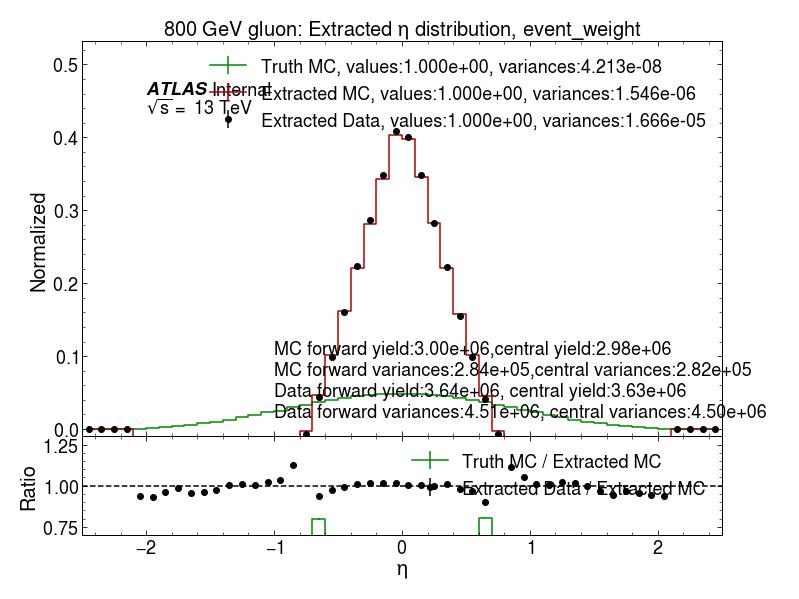 800 GeV gluon: Extracted η distribution, event_weight
Truth MC, values:1.000e+00, variances:4.213e-08
ATLAS Internal
Extracted MC, values:1.000e+00, variances:1.546e-06
√s = 13 TeV
Extracted Data, values:1.000e+00, variances:1.666e-05
Normalized
0.5
0.4
0.3
0.2
0.1
0.0
MC forward yield:3.00e+06,central yield:2.98e+06
MC forward variances:2.84e+05,central variances:2.82e+05
Data forward yield:3.64e+06, central yield:3.63e+06
Data forward variances:4.51e+06, central variances:4.50e+06
Ratio
1.25
1.00
0.75
Truth MC / Extracted MC
Extracted Data / Extracted MC
−2 −1 0 1 2
η